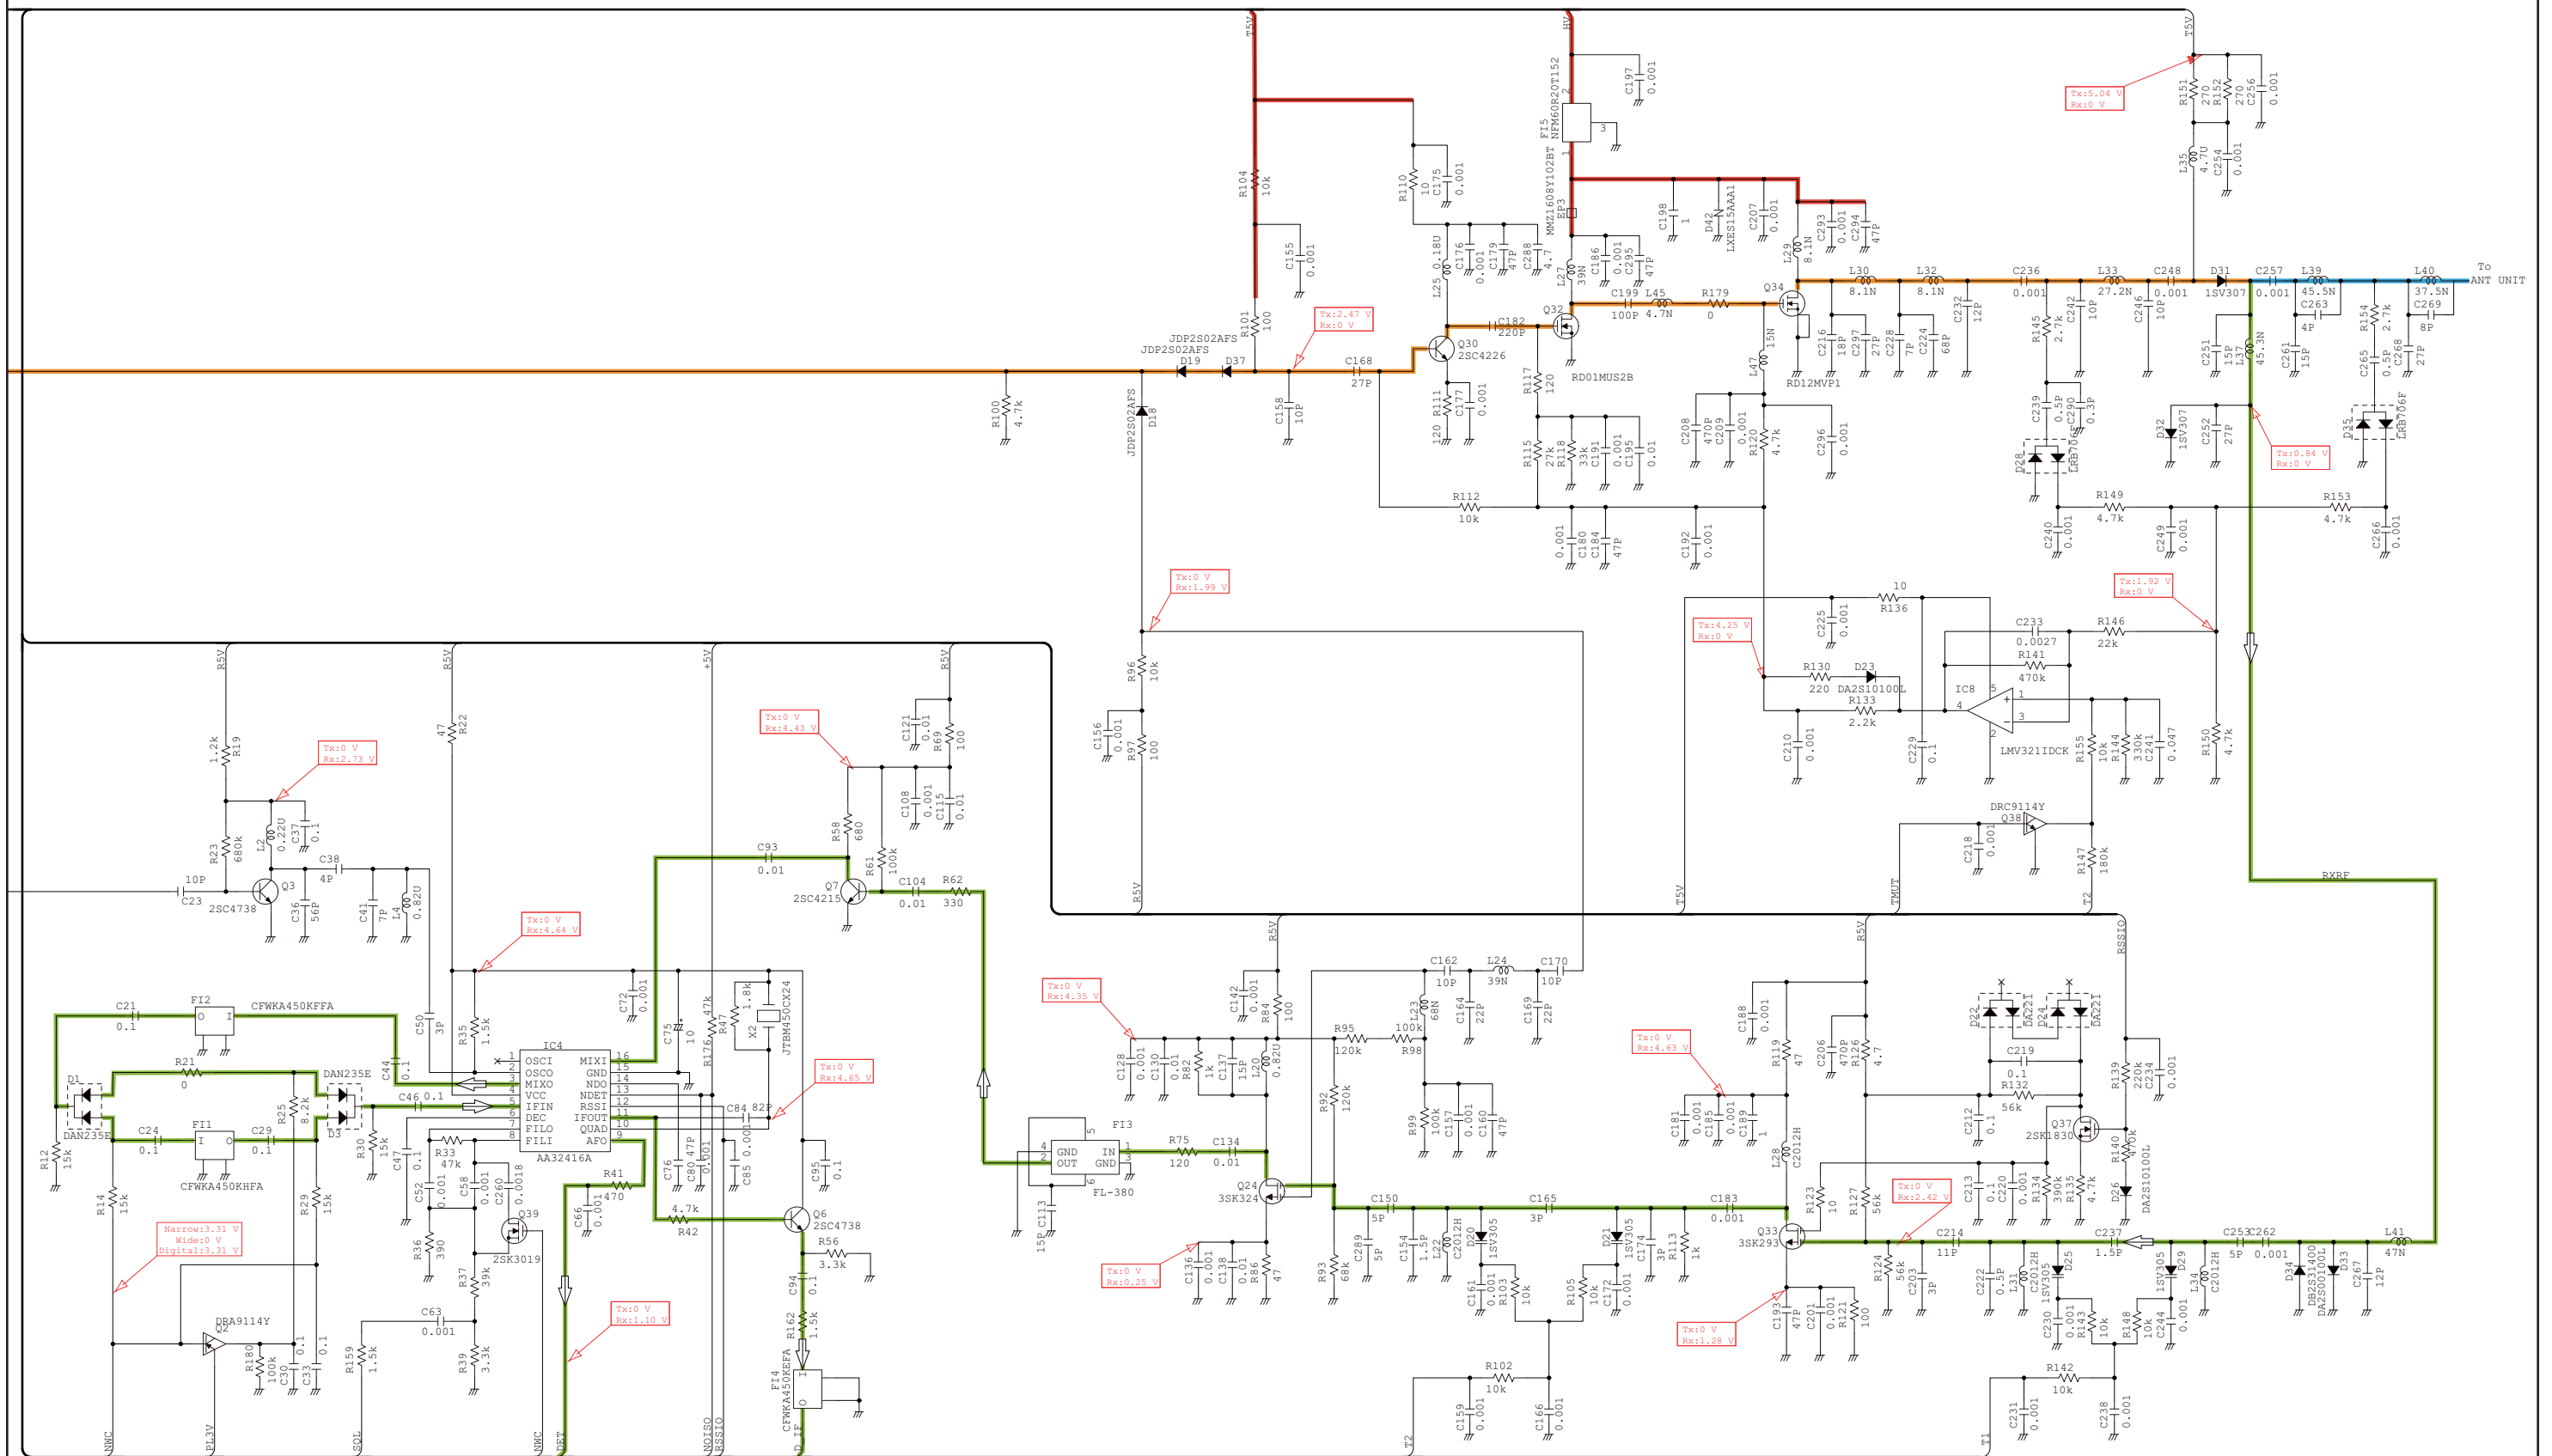 T5V
HV
T5V
C197
0.001
FI5
NFM60R20T152
2
3
1
Tx:5.04 V
Rx:0 V
R151
270
R152
270
C256
0.001
L35
4.7U
C254
0.001
R104
10k
R110
10
C175
0.001
MMZ1608Y102BT
EP3
C198
1
D42
LXES15AAA1
C207
0.001
C293
0.001
C294
47P
L29
8.1N
C155
0.001
L25
0.18U
C176
0.001
C179
47P
C288
4.7
L27
39N
C186
0.001
C295
47P
To
ANT UNIT
Q34
L30
8.1N
L32
8.1N
C236
0.001
L33
27.2N
C248
0.001
D31
1SV307
C257
0.001
L39
45.5N
L40
37.5N
C263
4P
C269
8P
C199
100P
L45
4.7N
R179
0
C232
12P
C242
10P
C246
10P
R145
2.7k
R154
2.7k
Tx:2.47 V
Rx:0 V
R101
100
C182
220P
Q32
RD01MUS2B
Q30
2SC4226
L47
15N
RD12MVP1
C216
18P
C297
27P
C228
7P
C224
68P
C251
15P
L37
45.3N
C261
15P
C265
0.5P
C268
27P
JDP2S02AFS
JDP2S02AFS
D19
D37
C168
27P
R100
4.7k
JDP2S02AFS
D18
C158
10P
R111
120
C177
0.001
R117
120
R115
27k
R118
33k
C191
0.001
C195
0.01
C208
470P
C209
0.001
R120
4.7k
C296
0.001
C239
0.5P
C290
0.3P
D28
LRB706F
D32
1SV307
C252
27P
Tx:0.84 V
Rx:0 V
D35
LRB706F
R112
10k
0.001
C180
C184
47P
C192
0.001
C240
0.001
R149
4.7k
C249
0.001
R153
4.7k
C266
0.001
Tx:0 V
Rx:1.99 V
10
R136
C225
0.001
Tx:4.25 V
Rx:0 V
Tx:1.92 V
Rx:0 V
C233
0.0027
R146
22k
R141
470k
R130
220
D23
DA2S10100L
R133
2.2k
IC8
LMV321IDCK
5
1
3
4
2
C210
0.001
C229
0.1
R155
10k
R144
330k
C241
0.047
R150
4.7k
R5V
R5V
+5V
R5V
R96
10k
C156
0.001
R97
100
R5V
T5V
TMUT
T2
DRC9114Y
Q38
C218
0.001
R147
180k
RXRF
1.2k
R19
Tx:0 V
Rx:2.73 V
47
R22
Tx:0 V
Rx:4.43 V
C121
0.01
R69
100
C108
0.001
C115
0.01
R58
680
R61
100k
R23
680k
L2
0.22U
C37
0.1
C38
4P
10P
C23
Q3
2SC4738
C36
56P
C41
7P
L4
0.82U
C93
0.01
Q7
2SC4215
C104
0.01
R62
330
Tx:0 V
Rx:4.64 V
R5V
R5V
RSSIO
C21
0.1
FI2
CFWKA450KFFA
O
I
C50
3P
R35
1.5k
C72
0.001
C75
10
47k
R176
R47
1.8k
X2
JTBM450CX24
C44
0.1
IC4
AA32416A
1 OSCI
2 OSCO
3 MIXO
4 VCC
5 IFIN
6 DEC
7 FILO
8 FILI
MIXI 16
GND 15
NDO 14
NDET 13
RSSI 12
IFOUT 11
QUAD 10
AFO 9
Tx:0 V
Rx:4.65 V
D1
DAN235E
R21
0
R25
8.2k
DAN235E
D3
C46 0.1
C84 82P
C24
0.1
FI1
I
O
CFWKA450KHFA
C29
0.1
R12
15k
R14
15k
R29
15k
R30
15k
C47
0.1
R33
47k
C52
0.001
C58
0.001
C260
0.0018
Q39
2SK3019
R36
390
R37
39k
R39
3.3k
C63
0.001
R159
1.5k
R41
470
C66
0.001
C76
C80 47P
0.001
C85
0.001
C95
0.1
4.7k
R42
Q6
2SC4738
R56
3.3k
C94
0.1
R162
1.5k
FI4
CFWKA450KEFA
I
O
Narrow:3.31 V
Wide:0 V
Digital:3.31 V
DRA9114Y
Q2
R180
100k
C30
0.1
C33
0.1
Tx:0 V
Rx:1.10 V
NWC
PL3V
SQL
NWC
DET
NOISO
RSSIO
D_IF
Tx:0 V
Rx:4.35 V
C142
0.001
R84
100
C128
0.001
C130
0.01
R82
1k
C137
15P
L20
0.82U
R95
120k
100k
R98
C162
10P
L24
39N
C170
10P
L23
68N
C164
22P
C169
22P
R92
120k
R99
100k
C157
0.001
C160
47P
FI3
4 GND
2 OUT
IN 1
GND 3
5
6
FL-380
C113
15P
R75
120
C134
0.01
Q24
3SK324
Tx:0 V
Rx:0.25 V
C136
0.001
C138
0.01
R86
47
R93
68k
C150
5P
C289
5P
C154
1.5P
L22
C2012H
D20
1SV305
C165
3P
D21
1SV305
C174
3P
R113
1k
C183
0.001
C161
0.001
R103
10k
R105
10k
C172
0.001
R102
10k
C159
0.001
C166
0.001
T2
T1
C188
0.001
Tx:0 V
Rx:4.63 V
R119
47
C206
470P
R126
4.7
C181
0.001
C185
0.001
C189
1
L28
C2012H
R123
10
R127
56k
Q33
3SK293
Tx:0 V
Rx:2.42 V
Tx:0 V
Rx:1.28 V
C193
47P
C201
0.001
R121
100
R124
56k
C203
3P
C214
11P
C222
0.5P
L31
C2012H
1SV305
D25
C237
1.5P
1SV305
D29
L34
C2012H
C253
5P
C262
0.001
L41
47N
D34
DB2S31400
DA2S00100L
D33
C267
12P
C230
0.001
R143
10k
R148
10k
C244
0.001
R142
10k
C231
0.001
C238
0.001
D22
DA221
D24
DA221
C219
0.1
R132
56k
C212
0.1
Q37
2SK1830
R139
220k
C234
0.001
R140
470k
DA2S10100L
D26
C213
0.1
C220
0.001
R134
390k
R135
4.7k